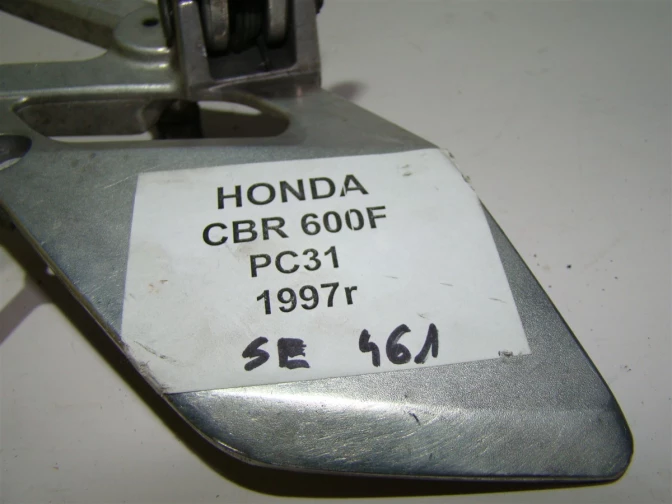 HONDA
CBR 600F
PC31
1997r
SE 461